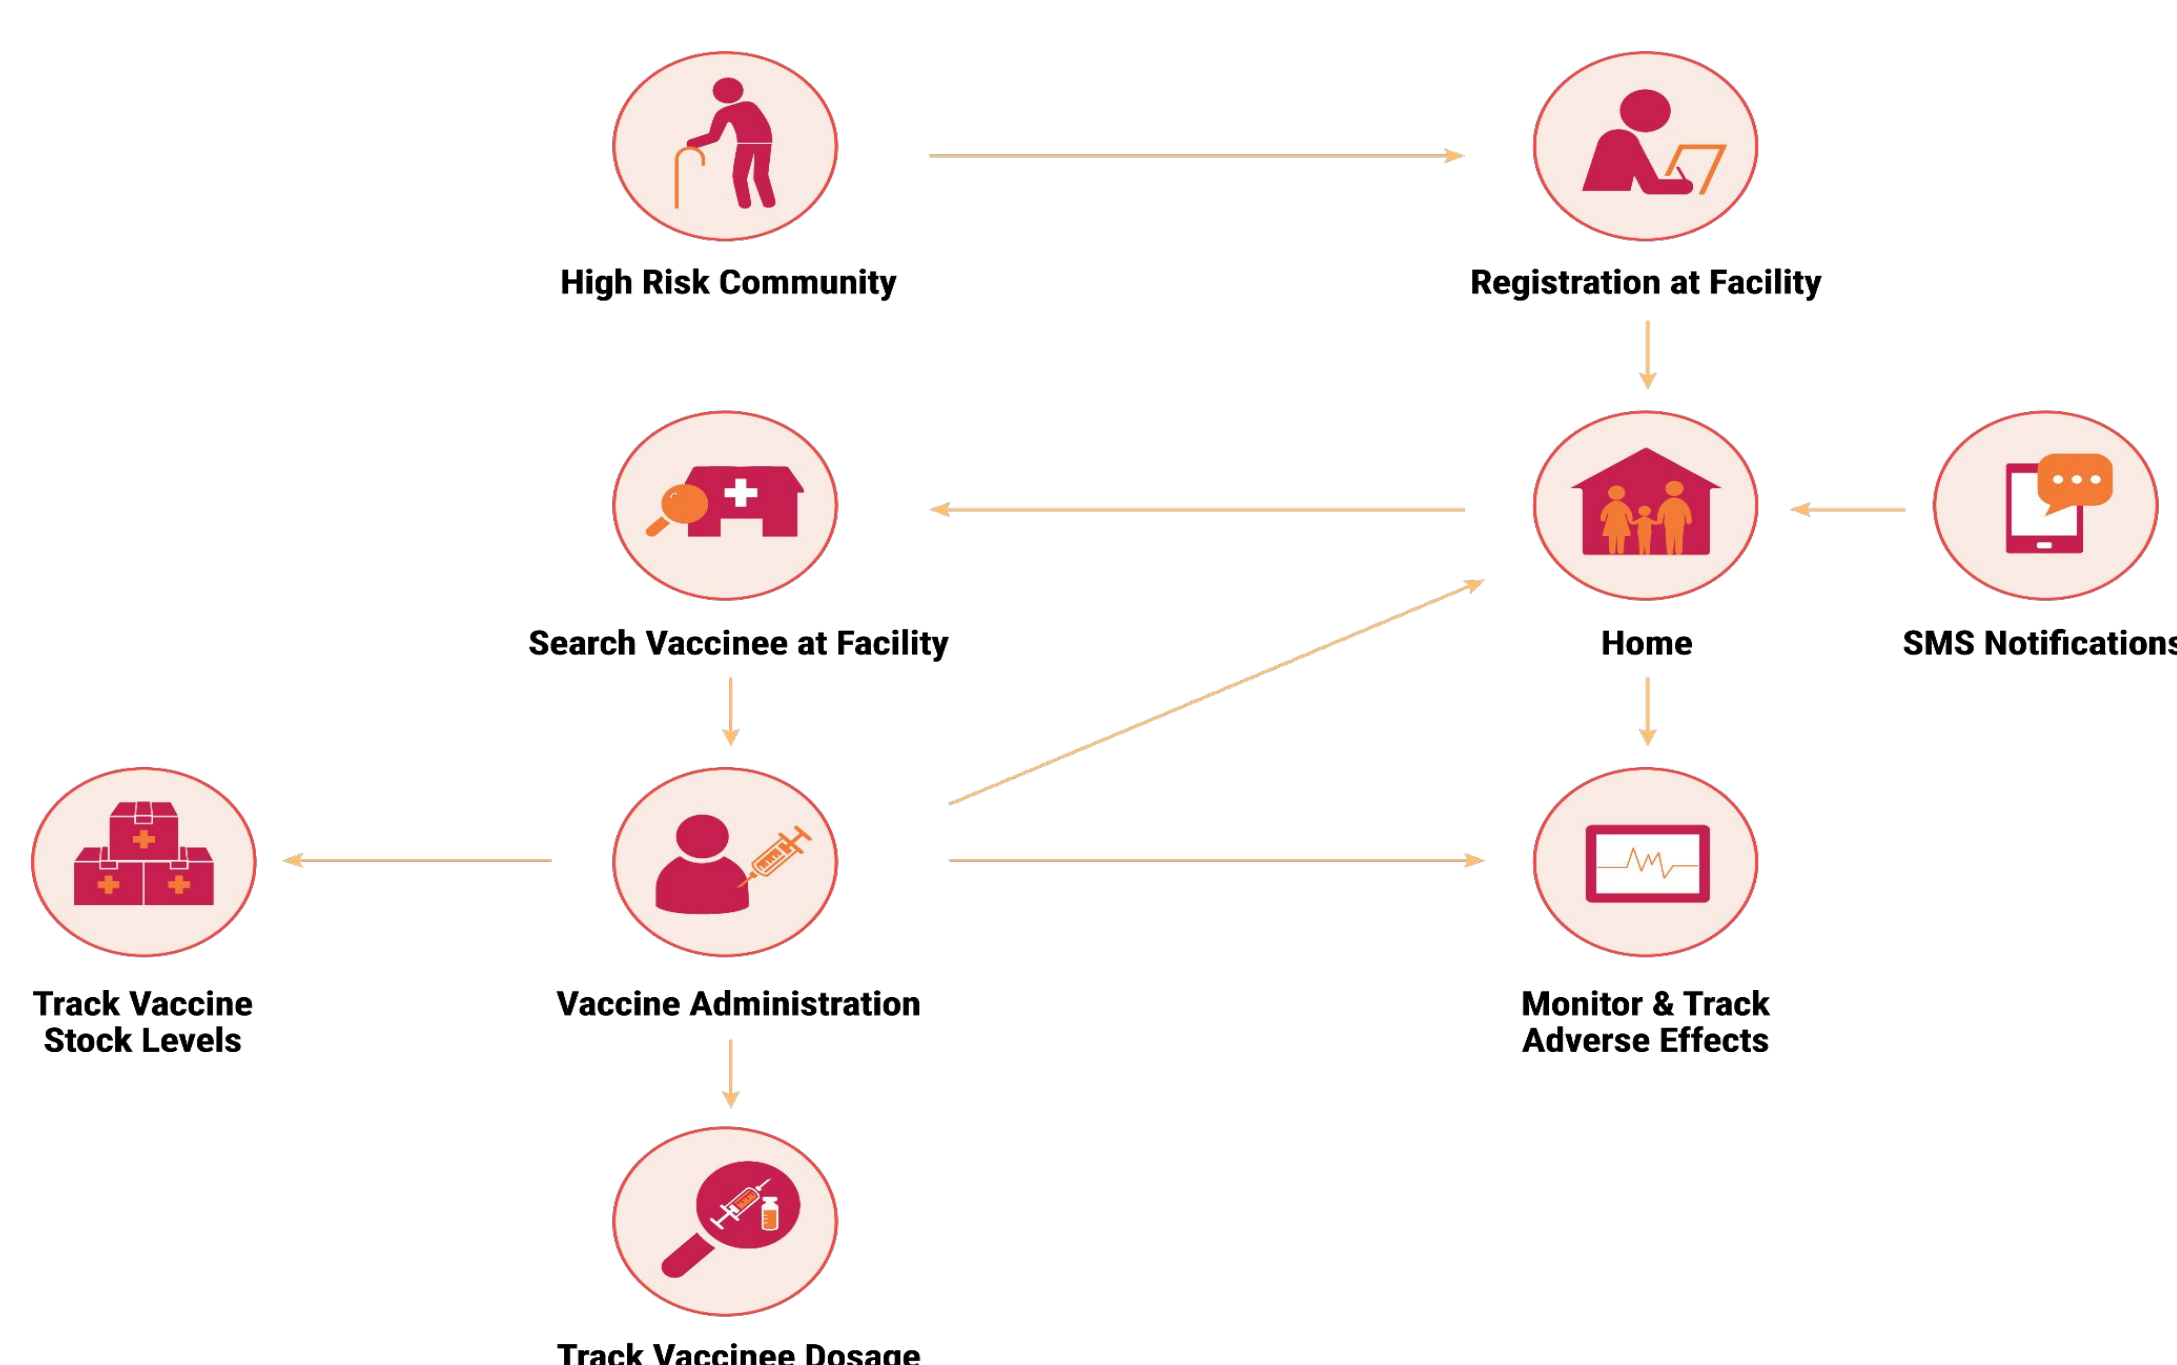 High Risk Community
Registration at Facility
Search Vaccinee at Facility
Home
SMS Notifications
Track Vaccine
Stock Levels
Vaccine Administration
Monitor & Track
Adverse Effects
Track Vaccinee Dosage